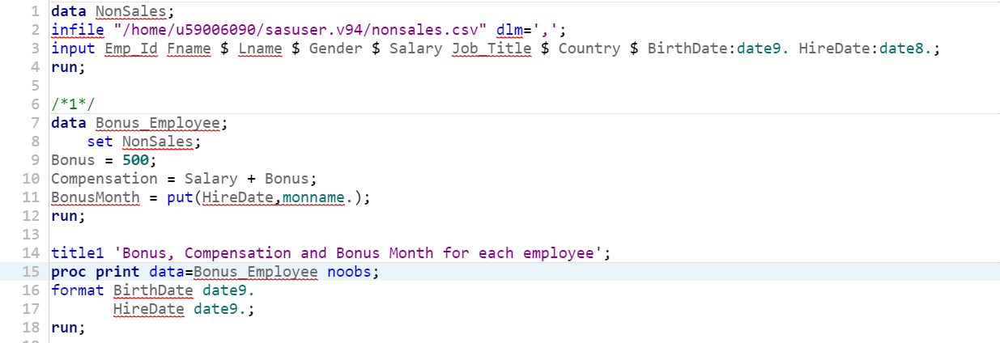 1 data NonSales;
2 infile "/home/u59006090/sasuser.v94/nonsales.csv" dlm=',';
3 input Emp_Id Fname $ Lname $ Gender $ Salary Job_Title $ Country $ BirthDate:date9. HireDate:date8.;
4 run;
5
6 /*1*/
7 data Bonus_Employee;
8     set NonSales;
9 Bonus = 500;
10 Compensation = Salary + Bonus;
11 BonusMonth = put(HireDate,monname.);
12 run;
13
14 title1 'Bonus, Compensation and Bonus Month for each employee';
15 proc print data=Bonus_Employee noobs;
16 format BirthDate date9.
17        HireDate date9.;
18 run;